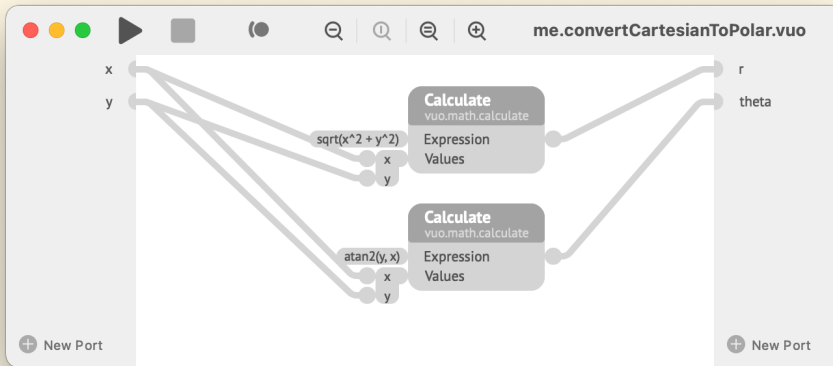 me.convertCartesianToPolar.vuo
x
y
r
theta
Calculate
vuo.math.calculate
sqrt(x^2 + y^2) Expression
x Values
y
Calculate
vuo.math.calculate
atan2(y, x) Expression
x Values
y
New Port
New Port